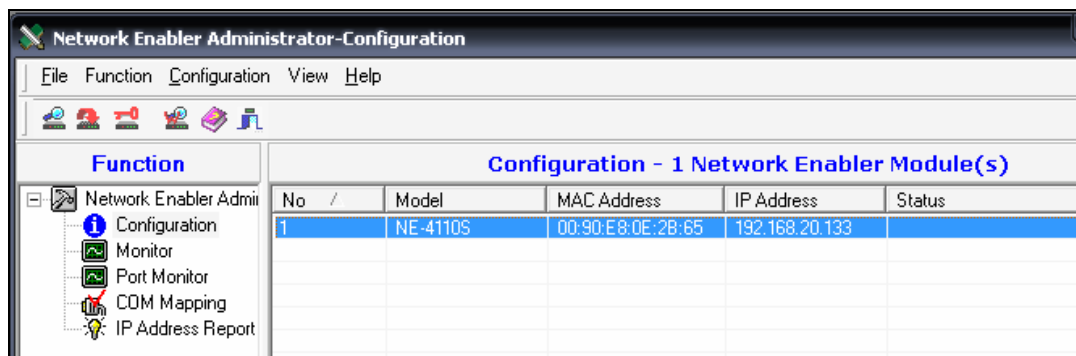 Network Enabler Administrator-Configuration
File Function Configuration View Help
Function
Configuration - 1 Network Enabler Module(s)
Network Enabler Admi
Configuration
Monitor
Port Monitor
COM Mapping
IP Address Report
No Model MAC Address IP Address Status
1 NE-4110S 00:90:E8:0E:2B:65 192.168.20.133